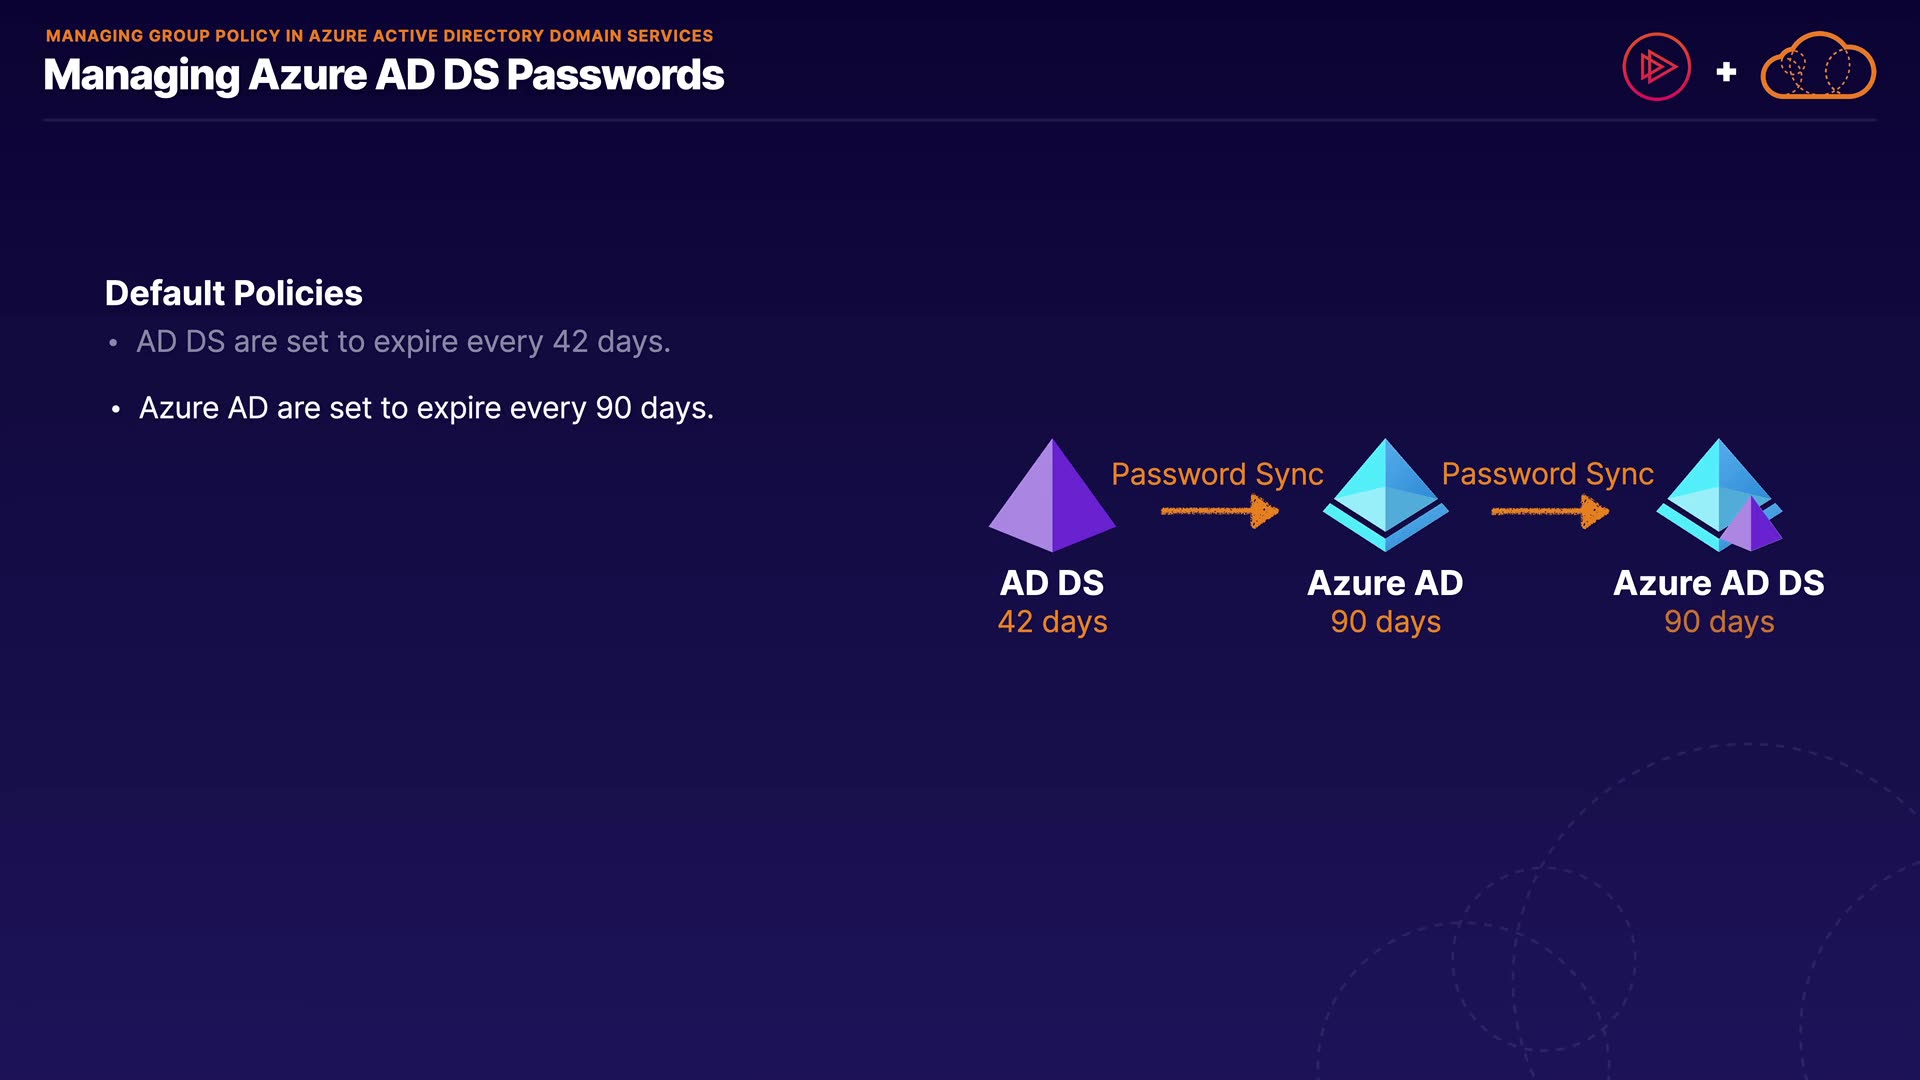 MANAGING GROUP POLICY IN AZURE ACTIVE DIRECTORY DOMAIN SERVICES
Managing Azure AD DS Passwords
+
Default Policies
• AD DS are set to expire every 42 days.
• Azure AD are set to expire every 90 days.
Password Sync
Password Sync
AD DS
42 days
Azure AD
90 days
Azure AD DS
90 days